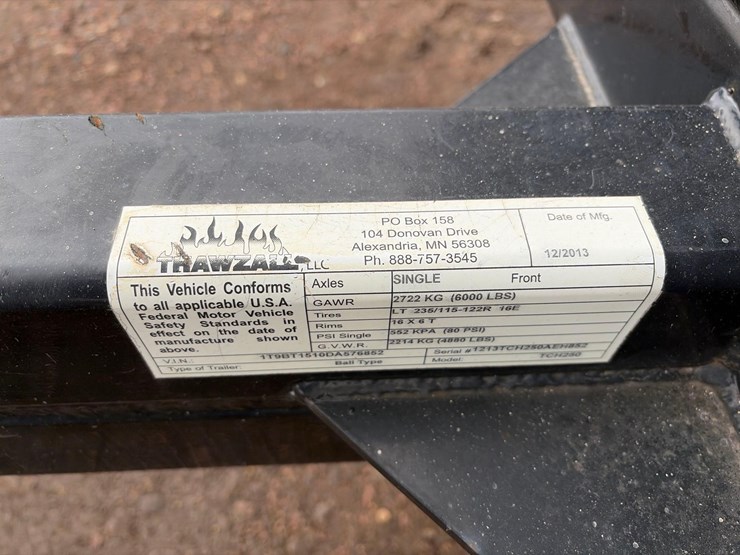 THAWZALL, LLC
PO Box 158
104 Donovan Drive
Alexandria, MN 56308
Ph. 888-757-3545
Date of Mfg.
12/2013
This Vehicle Conforms
to all applicable U.S.A.
Federal Motor Vehicle
Safety Standards in
effect on the date of
manufacture shown
above.
Axles SINGLE Front
GAWR 2722 KG (6000 LBS)
Tires LT 235/115-122R 16E
Rims 16 X 6 T
PSI Single 552 KPA (80 PSI)
G.V.W.R. 2214 KG (4880 LBS)
V.I.N. 1T9BT1510DA576852 Serial # 1213TCH250AEH852
Type of Trailer: Ball Type Model: TCH250